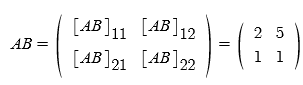 AB = ( [AB]11 [AB]12 ) = ( 2 5 )
( [AB]21 [AB]22 ) ( 1 1 )